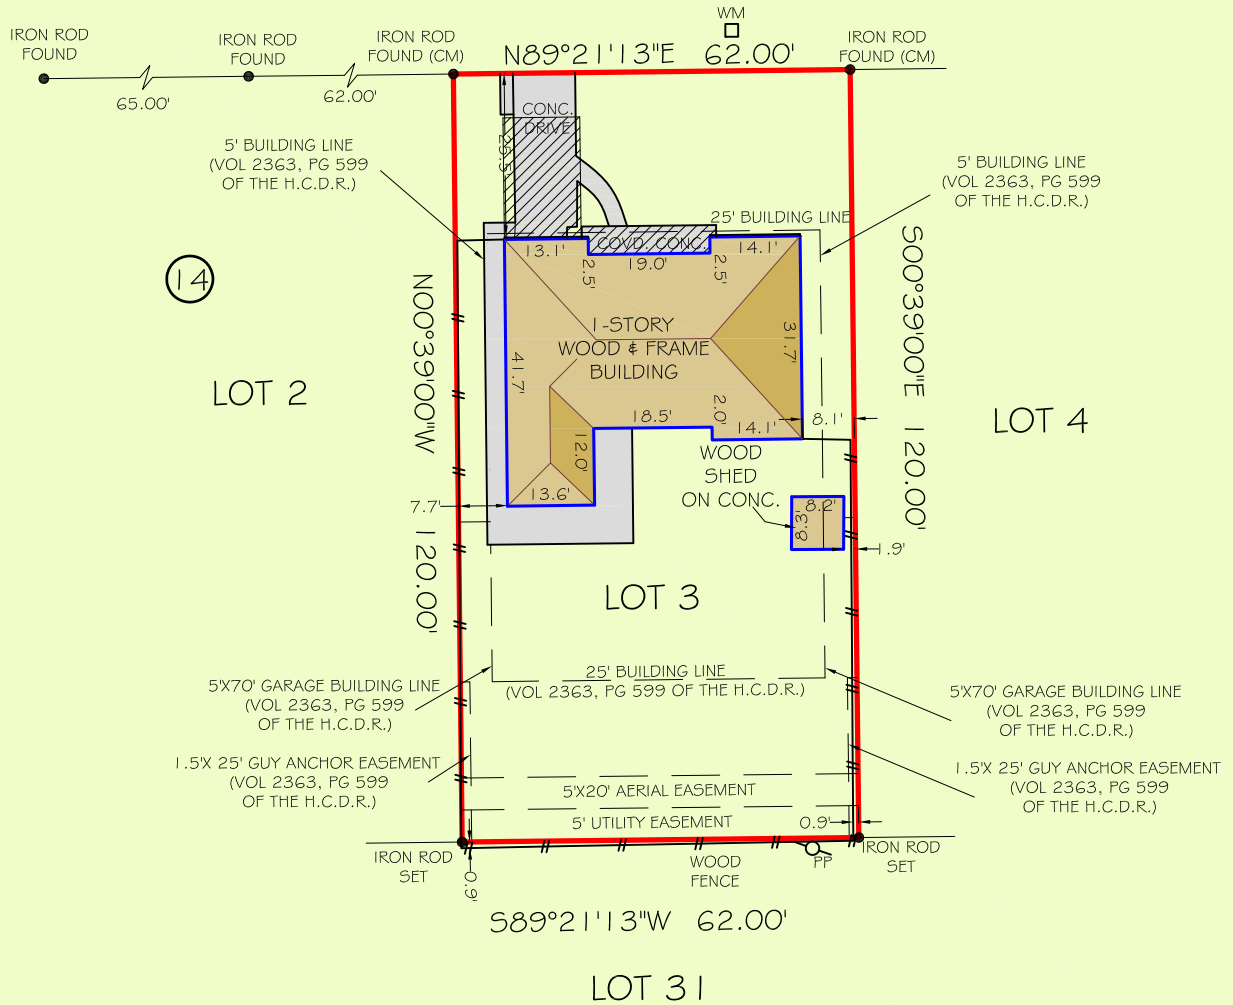 WM
IRON ROD
FOUND
IRON ROD
FOUND
IRON ROD
FOUND (CM)
N89°21'13"E 62.00'
IRON ROD
FOUND (CM)
65.00'
62.00'
CONC.
DRIVE
5' BUILDING LINE
(VOL 2363, PG 599
OF THE H.C.D.R.)
5' BUILDING LINE
(VOL 2363, PG 599
OF THE H.C.D.R.)
25' BUILDING LINE
COVD. CONC.
13.1'
2.5'
19.0'
2.5'
14.1'
14
N00°39'00"W 120.00'
S00°39'00"E 120.00'
1-STORY
WOOD & FRAME
BUILDING
31.7'
41.7'
LOT 2
LOT 4
18.5'
2.0'
14.1'
8.1'
12.0'
13.6'
WOOD
SHED
ON CONC.
7.7'
8.2'
8.3'
1.9'
LOT 3
25' BUILDING LINE
(VOL 2363, PG 599 OF THE H.C.D.R.)
5'X70' GARAGE BUILDING LINE
(VOL 2363, PG 599
OF THE H.C.D.R.)
5'X70' GARAGE BUILDING LINE
(VOL 2363, PG 599
OF THE H.C.D.R.)
1.5'X 25' GUY ANCHOR EASEMENT
(VOL 2363, PG 599
OF THE H.C.D.R.)
1.5'X 25' GUY ANCHOR EASEMENT
(VOL 2363, PG 599
OF THE H.C.D.R.)
5'X20' AERIAL EASEMENT
5' UTILITY EASEMENT
0.9'
IRON ROD
SET
0.9'
WOOD
FENCE
PP
IRON ROD
SET
S89°21'13"W 62.00'
LOT 31